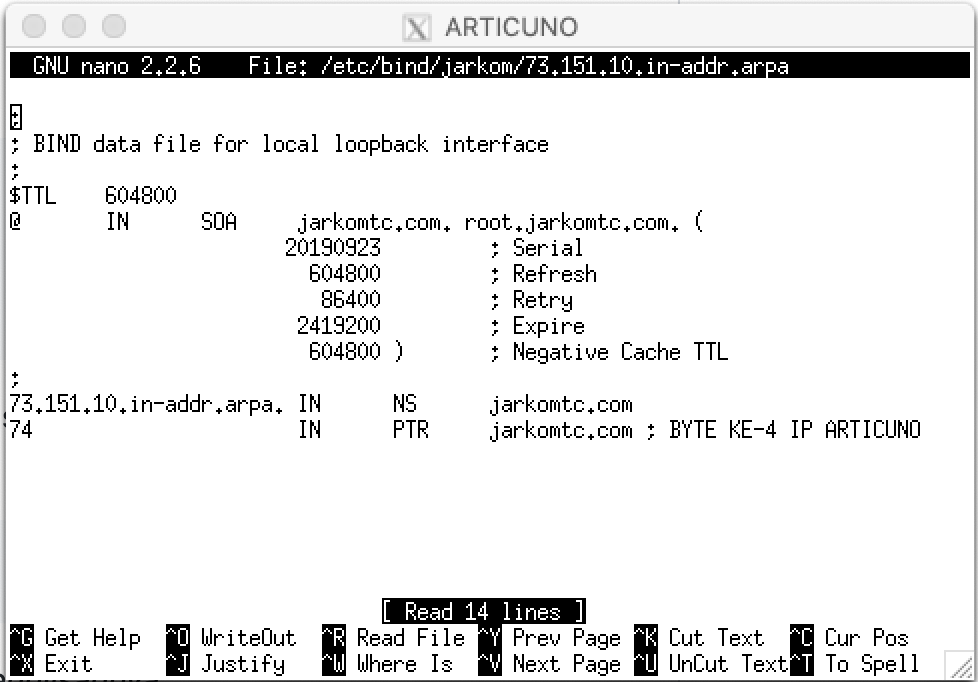 ARTICUNO
GNU nano 2.2.6    File: /etc/bind/jarkom/73.151.10.in-addr.arpa
;
; BIND data file for local loopback interface
;
$TTL    604800
@       IN      SOA     jarkomtc.com. root.jarkomtc.com. (
                       20190923         ; Serial
                         604800         ; Refresh
                          86400         ; Retry
                        2419200         ; Expire
                         604800 )       ; Negative Cache TTL
;
73.151.10.in-addr.arpa. IN      NS      jarkomtc.com
74                      IN      PTR     jarkomtc.com ; BYTE KE-4 IP ARTICUNO
[ Read 14 lines ]
^G Get Help  ^O WriteOut  ^R Read File ^Y Prev Page ^K Cut Text  ^C Cur Pos
^X Exit      ^J Justify   ^W Where Is  ^V Next Page ^U UnCut Text^T To Spell